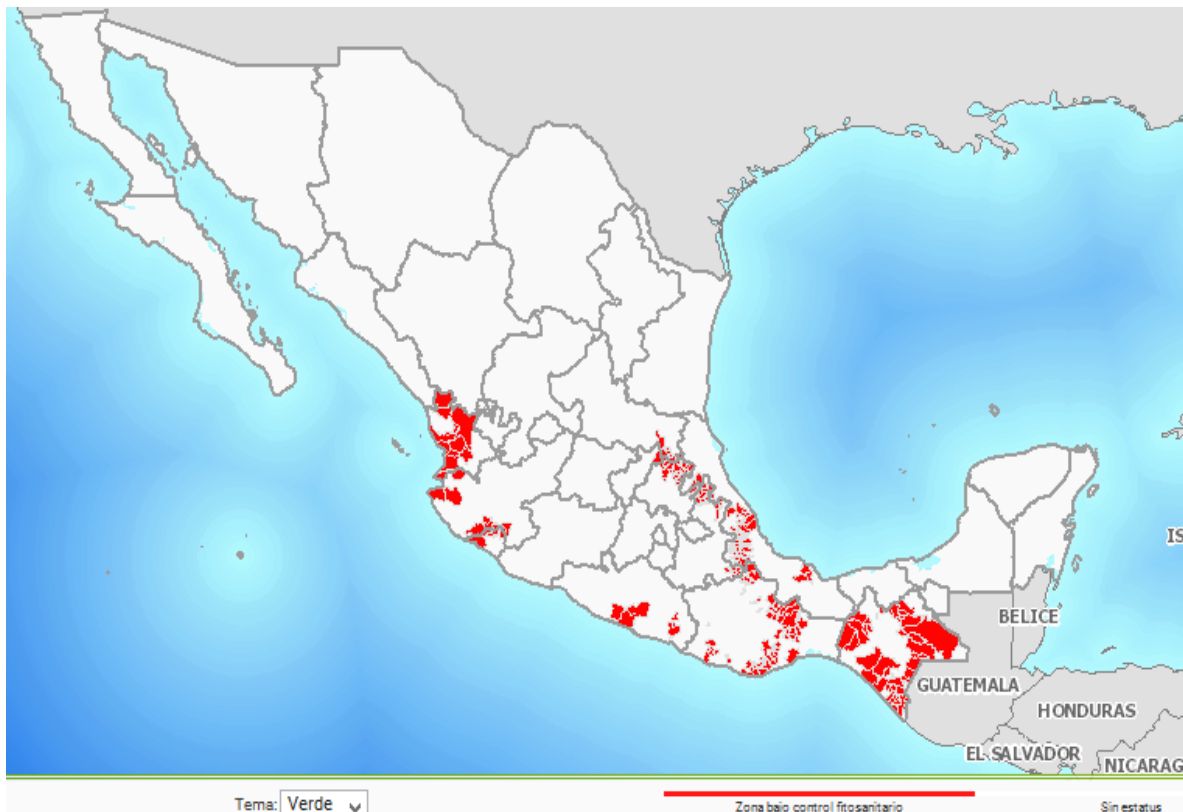 IS
BELICE
GUATEMALA
HONDURAS
EL SALVADOR
NICARAG
Tema: Verde
Zona bajo control fitosanitario
Sin estatus